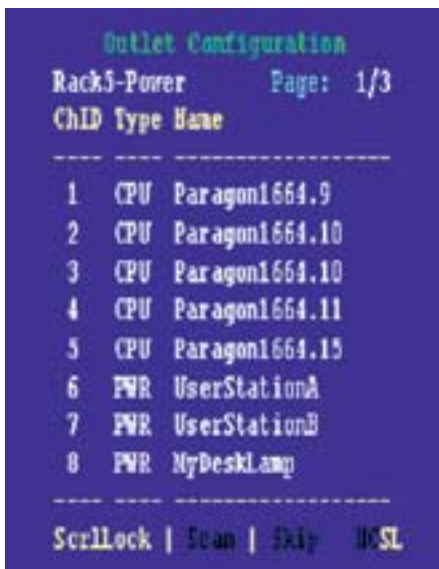 Outlet Configuration
Rack5-Power Page: 1/3
ChID Type Name
---- ---- ------------------
1 CPU Paragon1664.9
2 CPU Paragon1664.10
3 CPU Paragon1664.10
4 CPU Paragon1664.11
5 CPU Paragon1664.15
6 PWR UserStationA
7 PWR UserStationB
8 PWR MyDeskLamp
---- ---- ------------------
ScrlLock | Scan | Skip NCSL